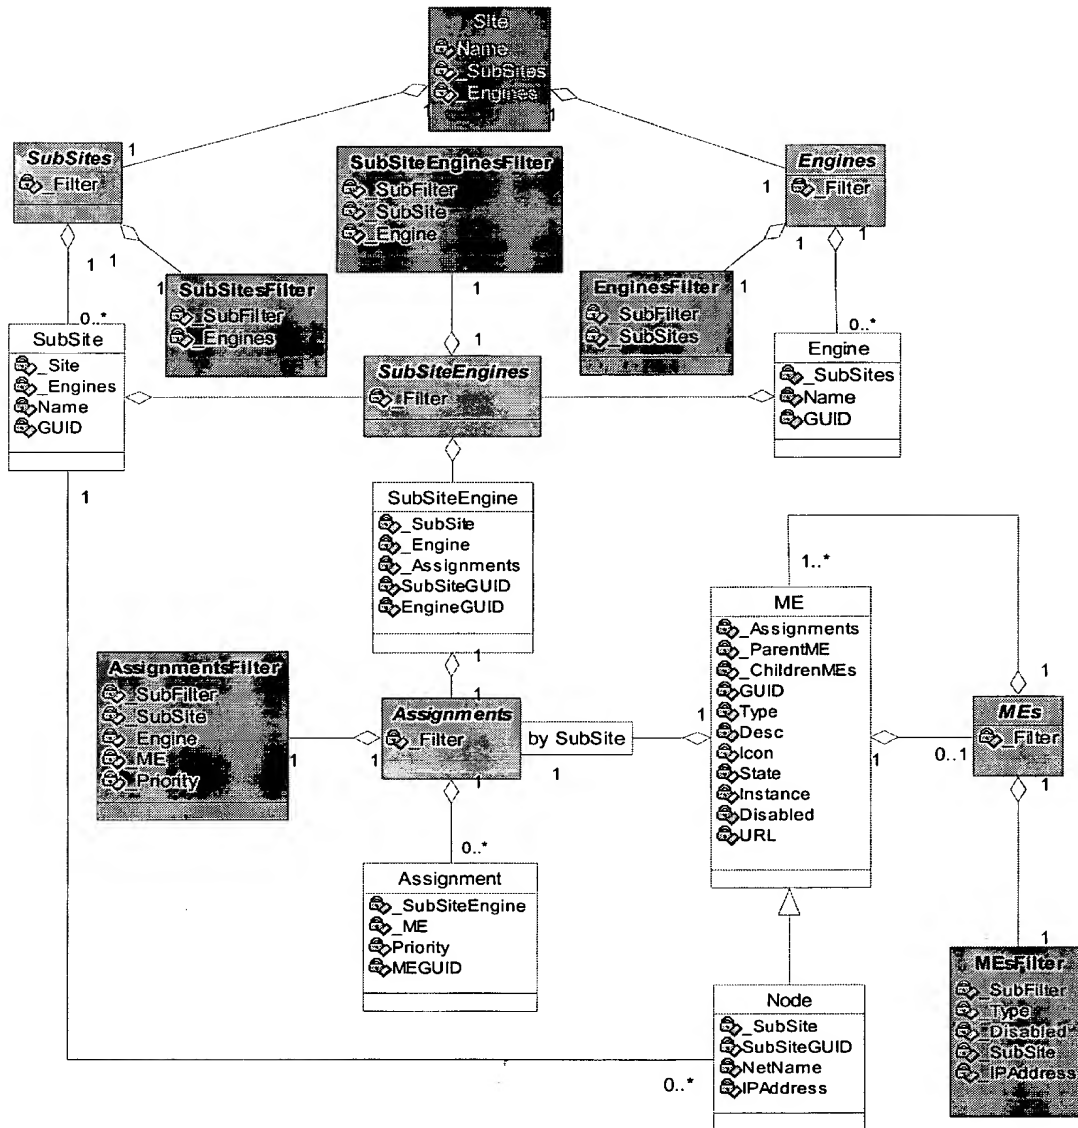 Site
Name
_SubSites
_Engines
1
1
SubSites
_Filter
1
SubSiteEnginesFilter
_SubFilter
_SubSite
_Engine
Engines
_Filter
1
1
1
1
SubSitesFilter
_SubFilter
_Engines
1
1
1
EnginesFilter
_SubFilter
_SubSites
1
1
0..*
SubSite
_Site
_Engines
Name
GUID
1
SubSiteEngines
_Filter
0..*
Engine
_SubSites
Name
GUID
SubSiteEngine
_SubSite
_Engine
_Assignments
SubSiteGUID
EngineGUID
1
1
1..*
ME
_Assignments
_ParentME
_ChildrenMEs
GUID
Type
Desc
Icon
State
Instance
Disabled
URL
AssignmentsFilter
_SubFilter
_SubSite
_Engine
_ME
_Priority
1
1
Assignments
_Filter
by SubSite
1
1
1
1
0..1
1
MEs
_Filter
1
0..*
Assignment
_SubSiteEngine
_ME
Priority
MEGUID
1
MEsFilter
_SubFilter
_Type
_Disabled
_SubSite
_IPAddress
Node
_SubSite
SubSiteGUID
NetName
IPAddress
0..*